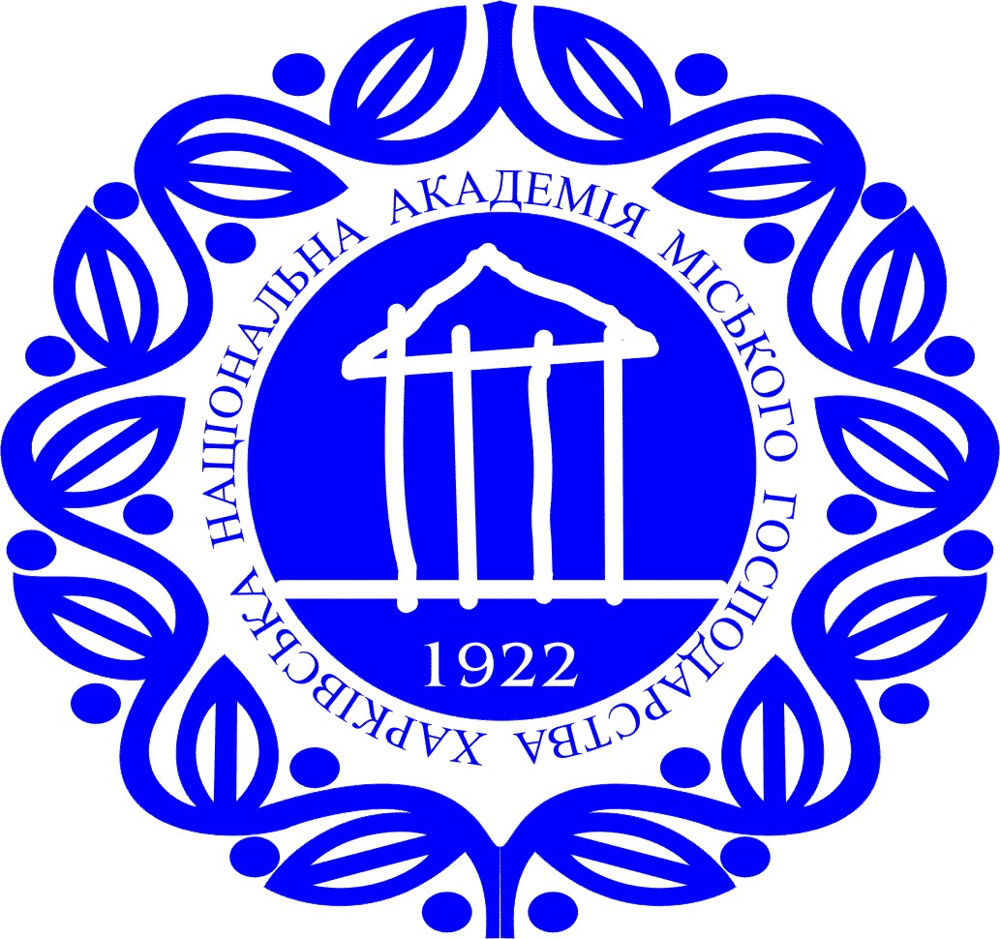 ХАРКІВСЬКА НАЦІОНАЛЬНА АКАДЕМІЯ МІСЬКОГО ГОСПОДАРСТВА
1922